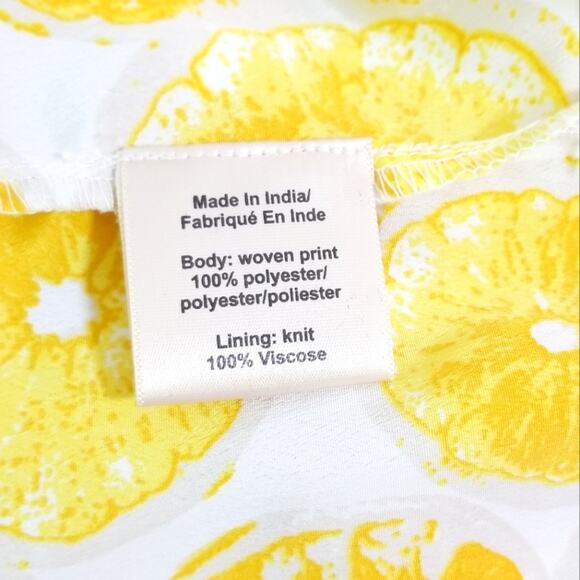 Made In India/
Fabriqué En Inde
Body: woven print
100% polyester/
polyester/poliester
Lining: knit
100% Viscose